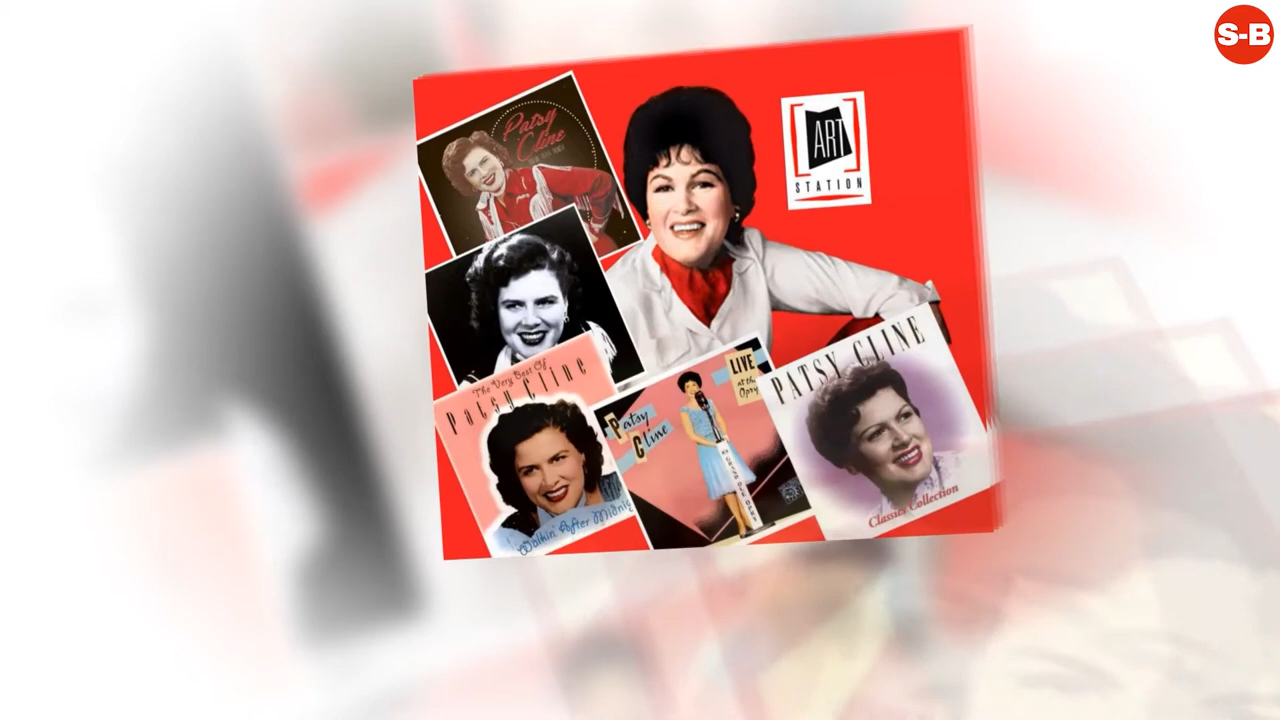 S-B
Patsy
Cline
ART
STATION
The Very Best Of
Patsy Cline
Walkin' After Midnig
Patsy
Cline
LIVE
at the
Opry
PATSY CLINE
Classics Collection